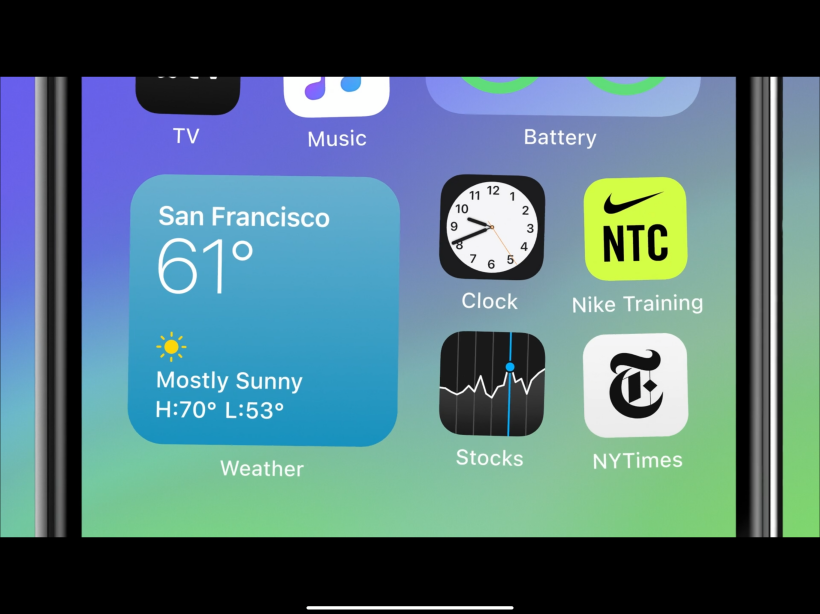 TV
Music
Battery
San Francisco
61°
Mostly Sunny
H:70° L:53°
Weather
12
1
2
3
4
5
6
7
8
9
10
11
Clock
NTC
Nike Training
Stocks
T
NYTimes